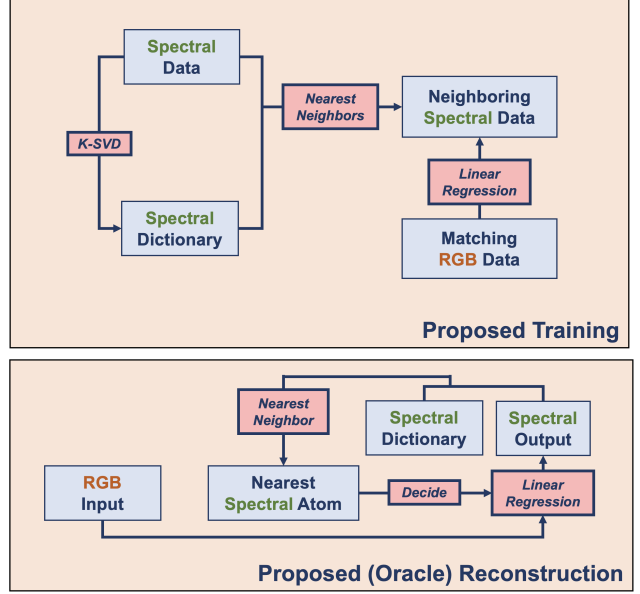 Spectral
Data
K-SVD
Spectral
Dictionary
Nearest
Neighbors
Neighboring
Spectral Data
Linear
Regression
Matching
RGB Data
Proposed Training
Nearest
Neighbor
Spectral
Dictionary
Spectral
Output
RGB
Input
Nearest
Spectral Atom
Decide
Linear
Regression
Proposed (Oracle) Reconstruction